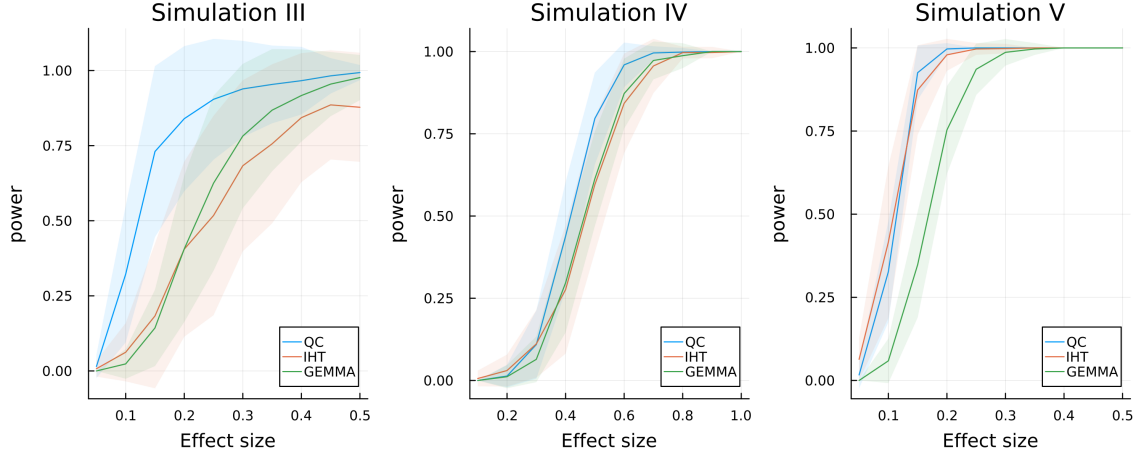 Simulation III
power
1.00
0.75
0.50
0.25
0.00
QC
IHT
GEMMA
0.1 0.2 0.3 0.4 0.5
Effect size
Simulation IV
power
1.00
0.75
0.50
0.25
0.00
QC
IHT
GEMMA
0.2 0.4 0.6 0.8 1.0
Effect size
Simulation V
power
1.00
0.75
0.50
0.25
0.00
QC
IHT
GEMMA
0.1 0.2 0.3 0.4 0.5
Effect size